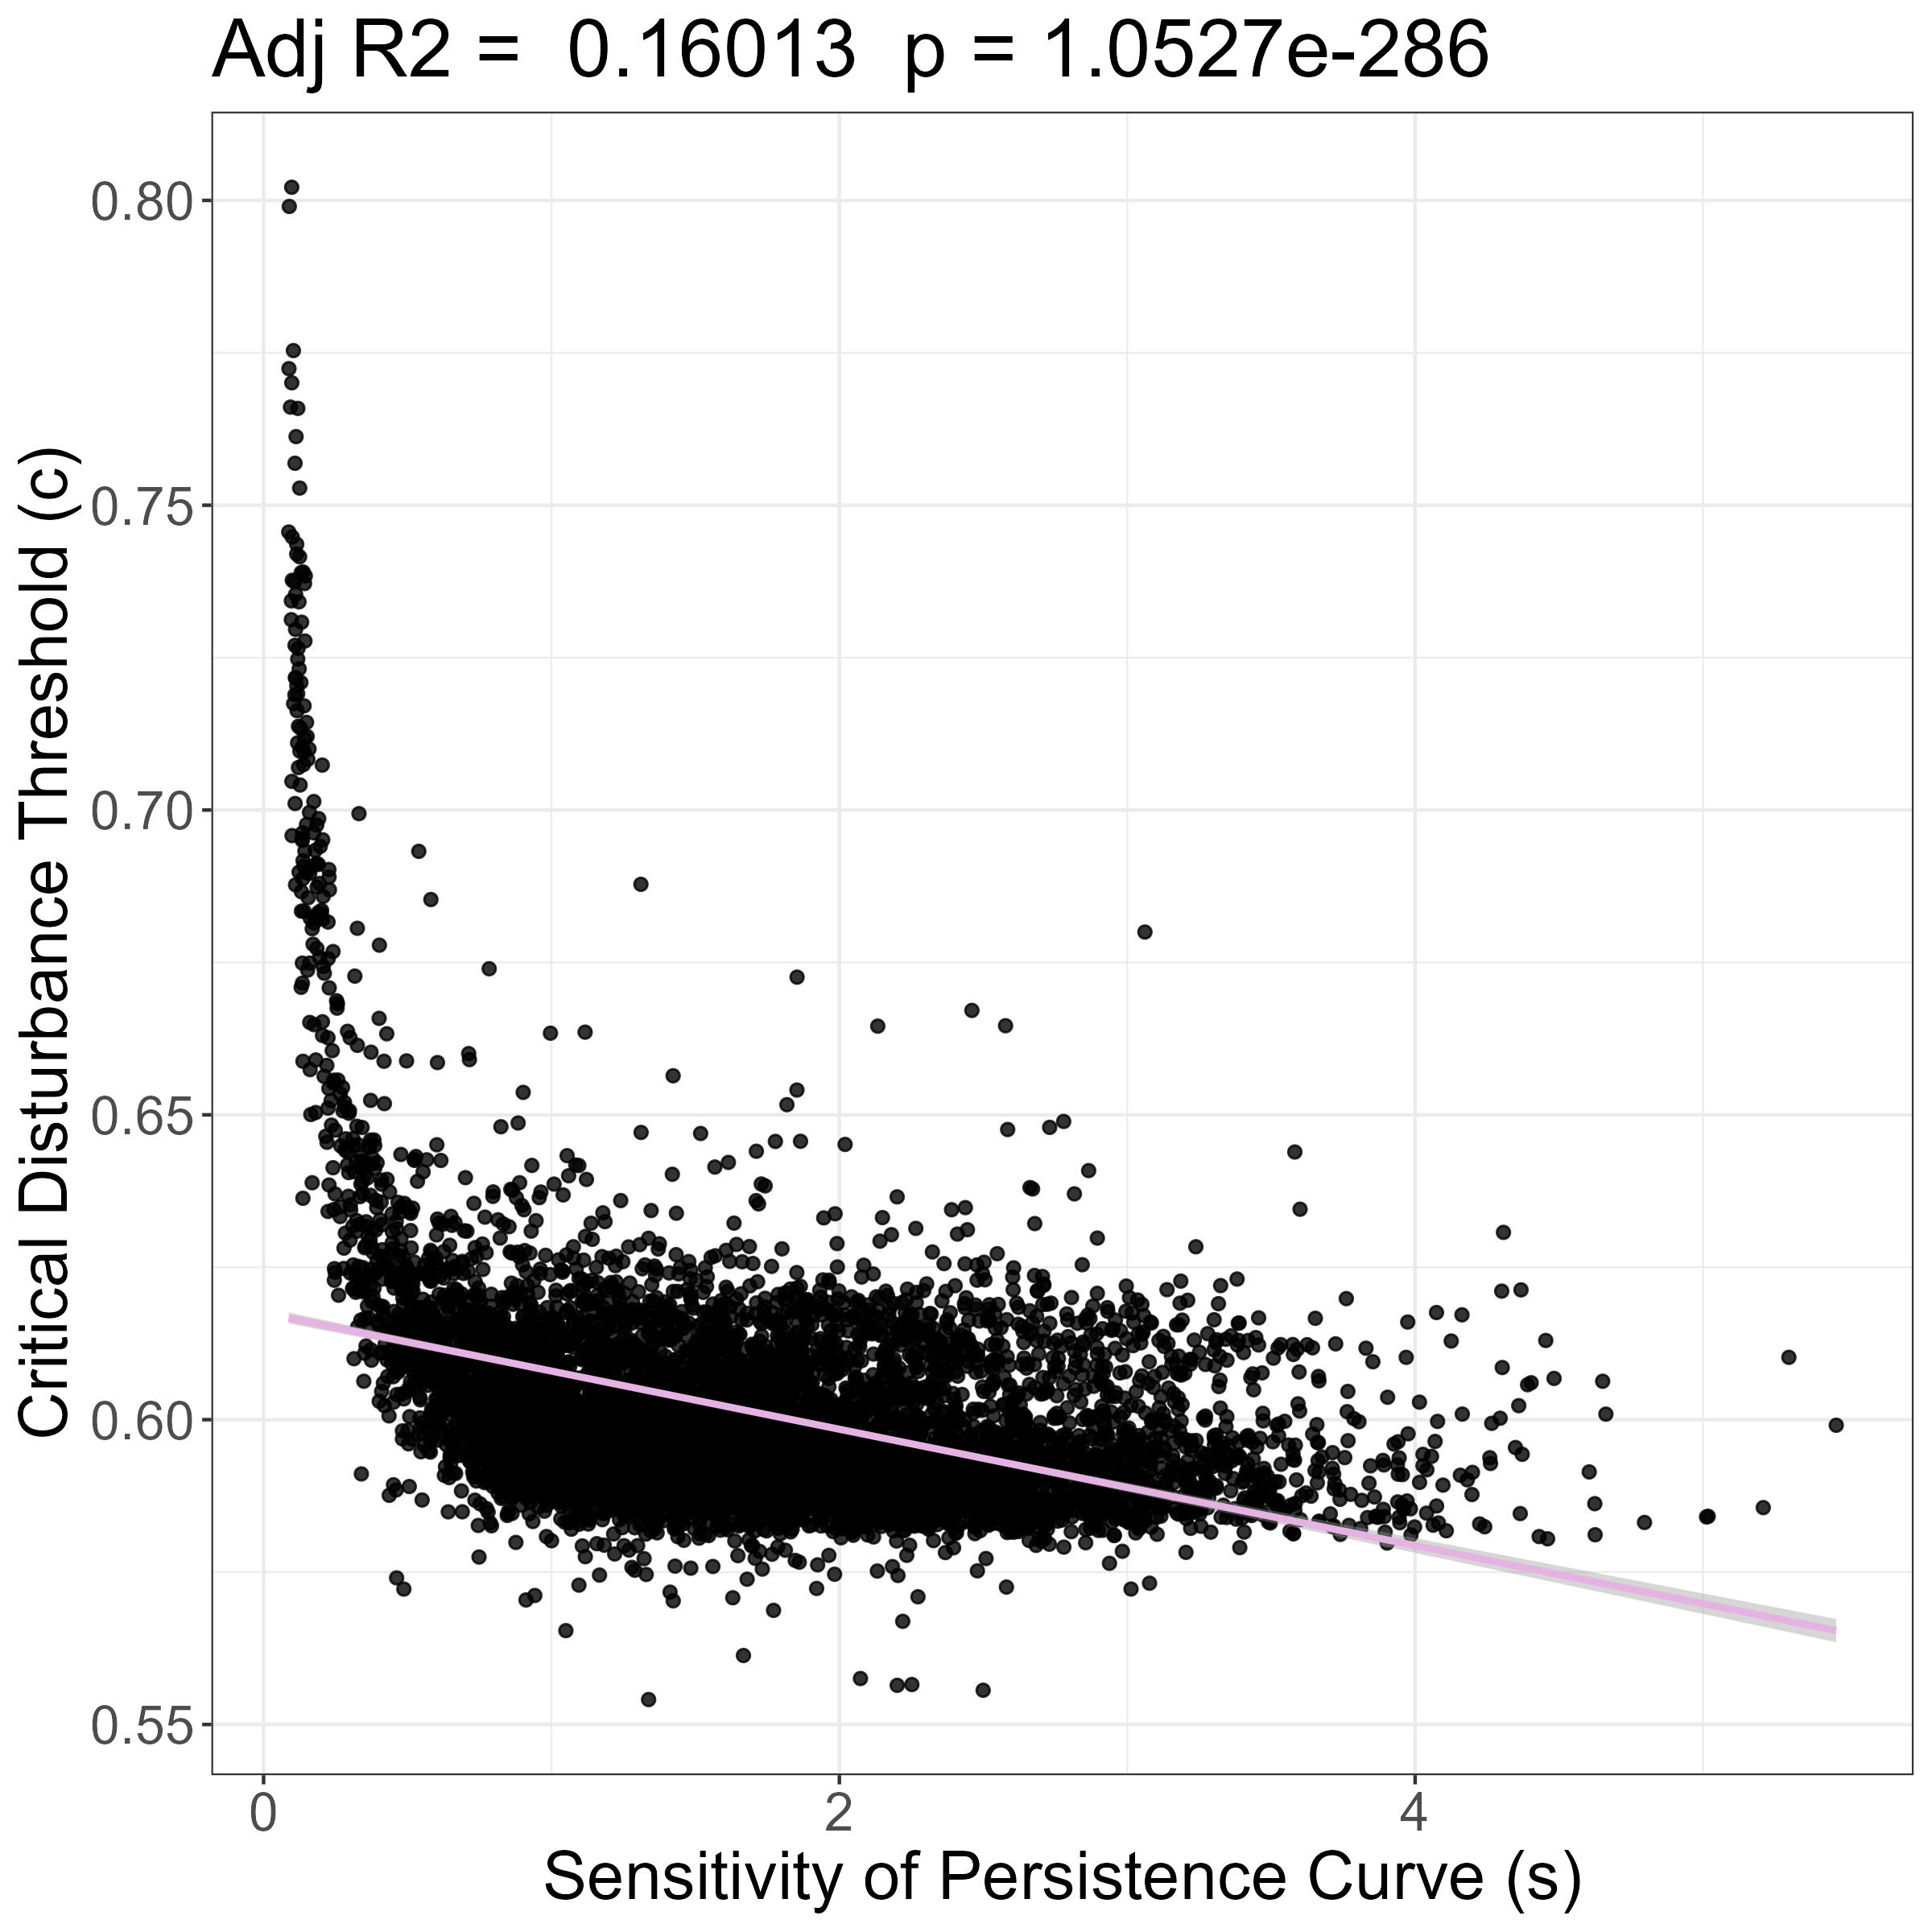 Adj R2 =  0.16013  p = 1.0527e-286
Critical Disturbance Threshold (c)
0.80
0.75
0.70
0.65
0.60
0.55
0 2 4
Sensitivity of Persistence Curve (s)